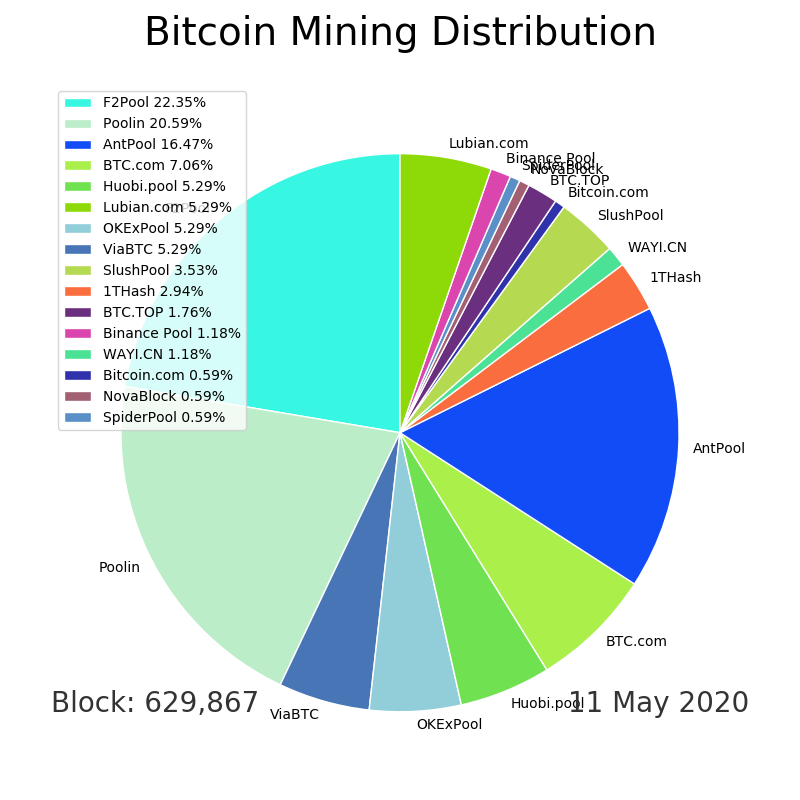 Bitcoin Mining Distribution
F2Pool 22.35%
Poolin 20.59%
AntPool 16.47%
BTC.com 7.06%
Huobi.pool 5.29%
Lubian.com 5.29%
OKExPool 5.29%
ViaBTC 5.29%
SlushPool 3.53%
1THash 2.94%
BTC.TOP 1.76%
Binance Pool 1.18%
WAYI.CN 1.18%
Bitcoin.com 0.59%
NovaBlock 0.59%
SpiderPool 0.59%
Lubian.com
Binance Pool
SpiderPool
NovaBlock
BTC.TOP
Bitcoin.com
SlushPool
WAYI.CN
1THash
AntPool
BTC.com
Huobi.pool
OKExPool
ViaBTC
Poolin
F2Pool
Block: 629,867
11 May 2020